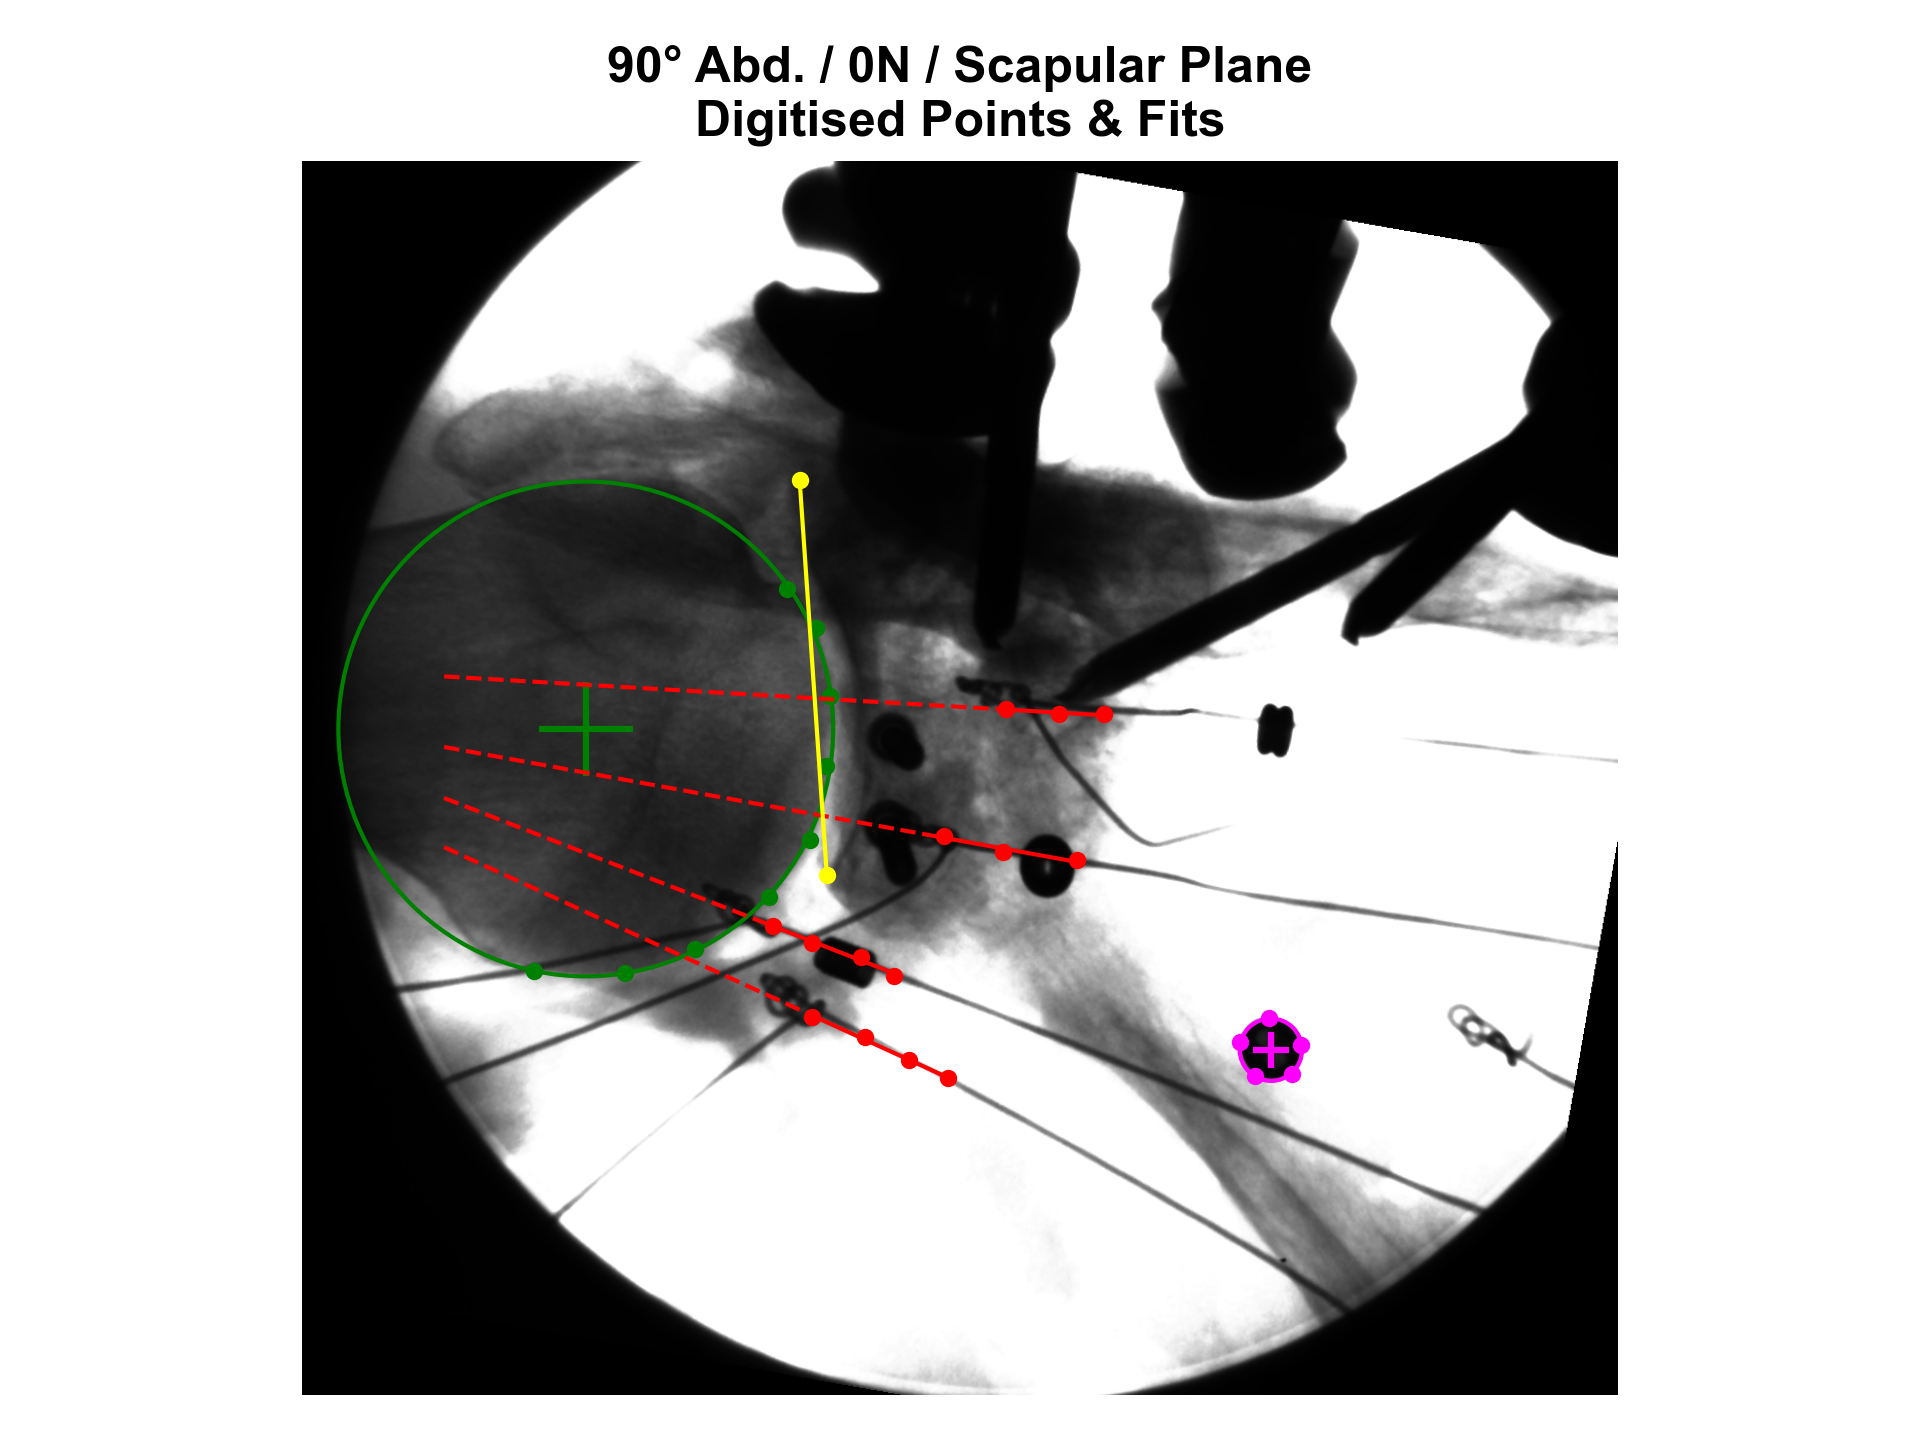 90° Abd. / 0N / Scapular Plane
Digitised Points & Fits